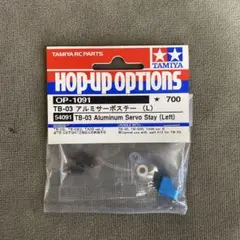 TAMIYA RC PARTS
HOP-UP OPTIONS
TAMIYA
OP-1091
★ 700
TB-03 アルミサーボステー (L)
54091 TB-03 Aluminum Servo Stay (Left)